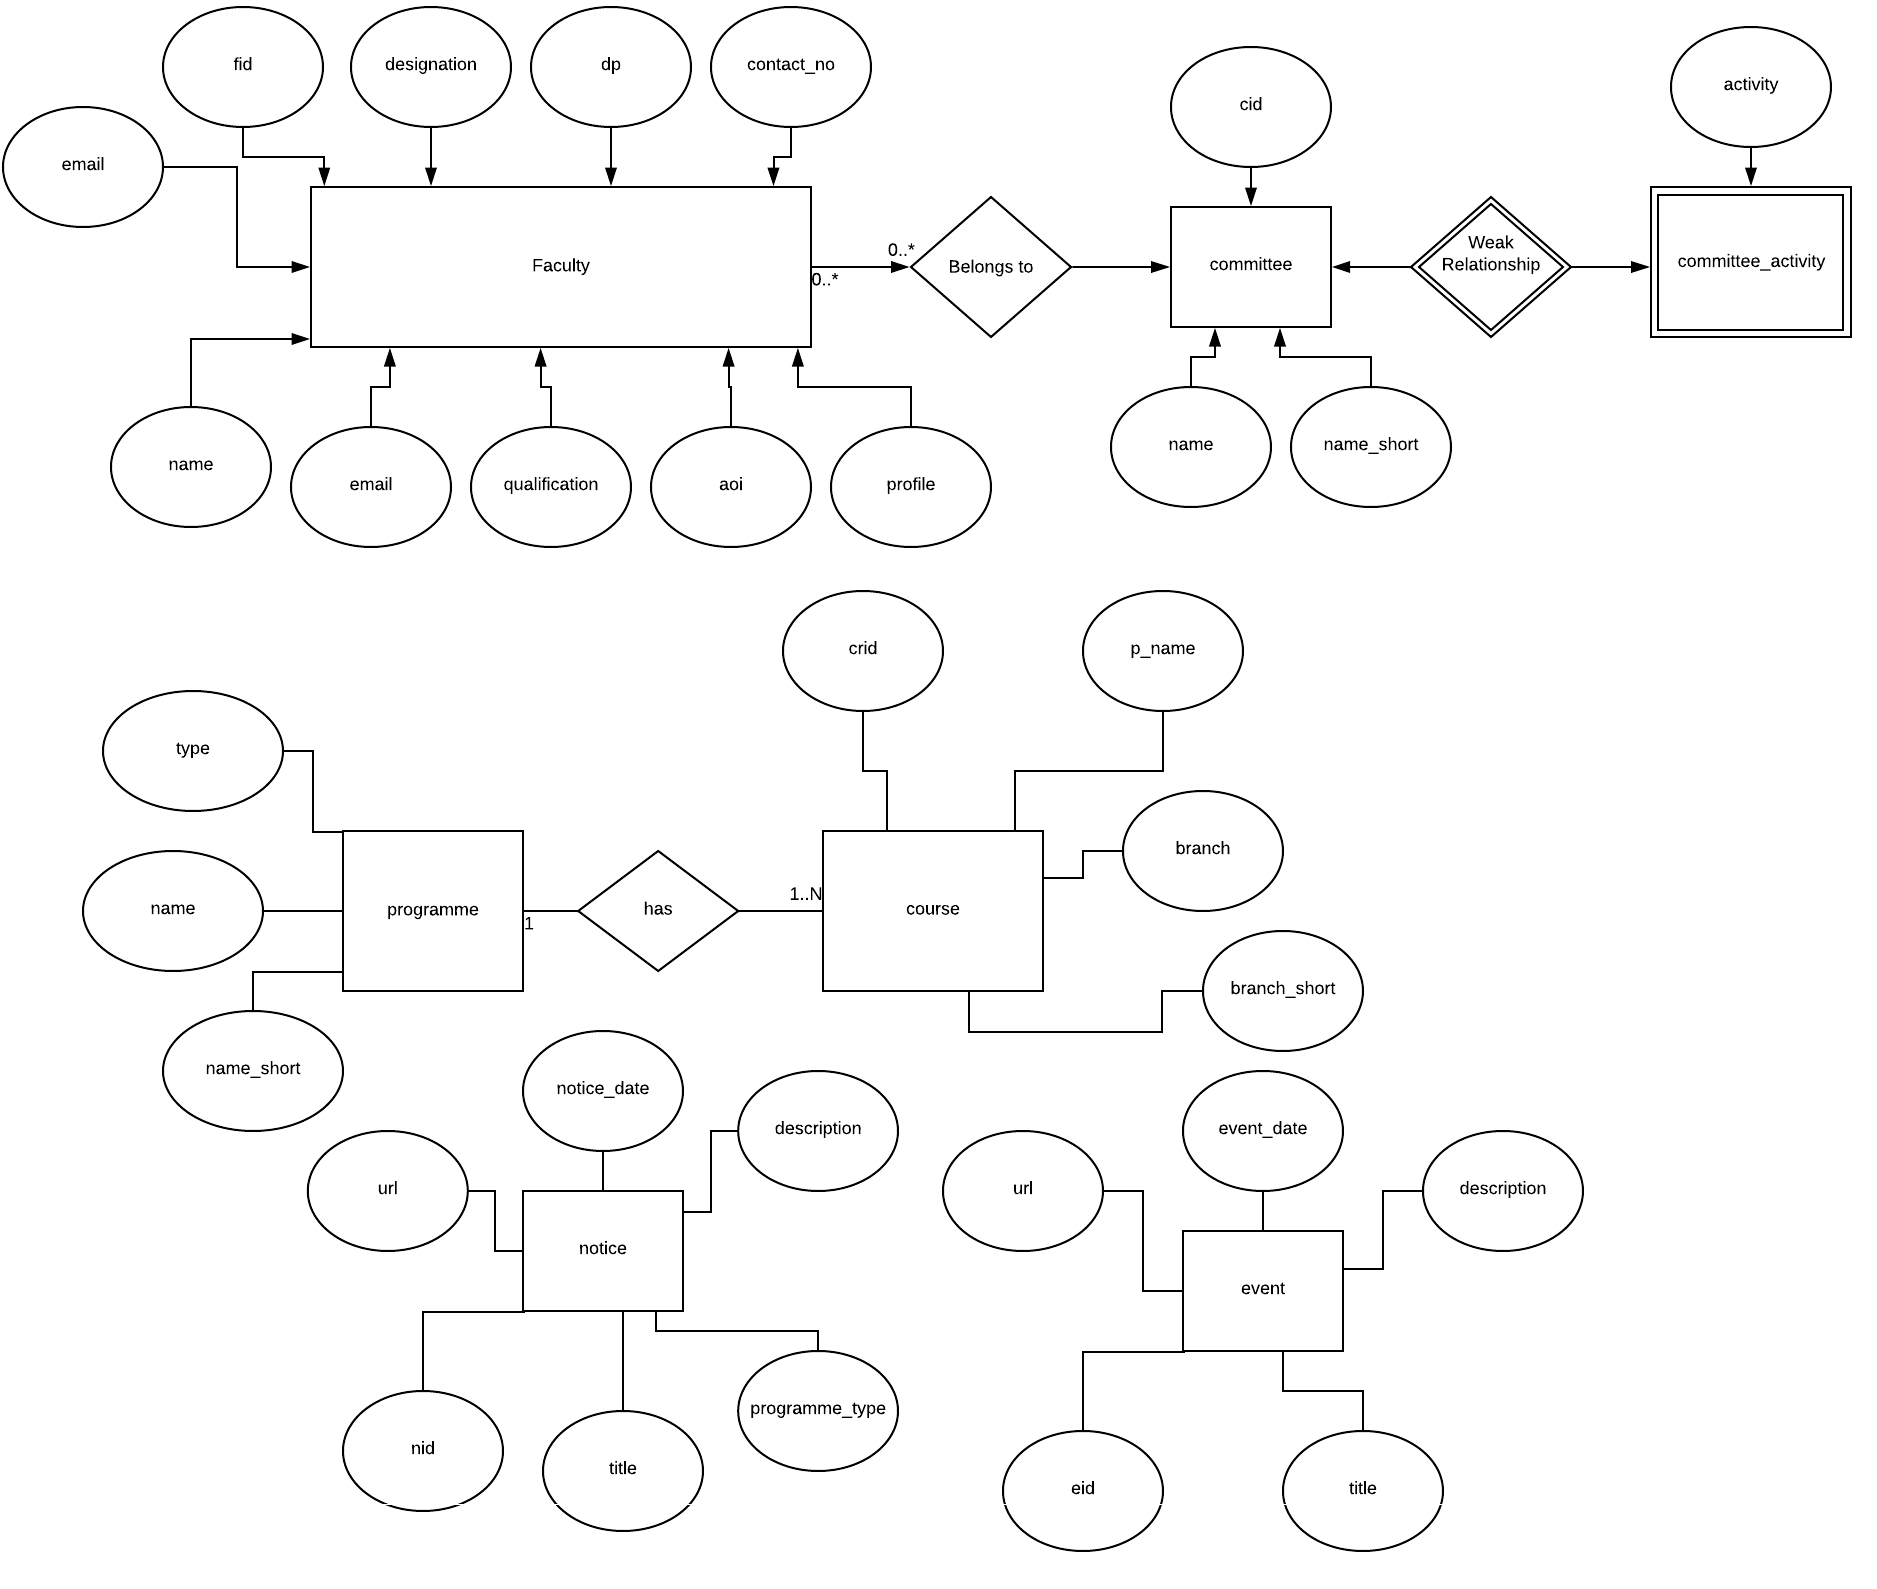 fid
designation
dp
contact_no
email
cid
activity
Faculty
0..*
0..*
Belongs to
committee
Weak
Relationship
committee_activity
name
email
qualification
aoi
profile
name
name_short
crid
p_name
type
branch
name
programme
1
has
1..N
course
branch_short
name_short
notice_date
description
event_date
url
url
description
notice
event
nid
title
programme_type
eid
title